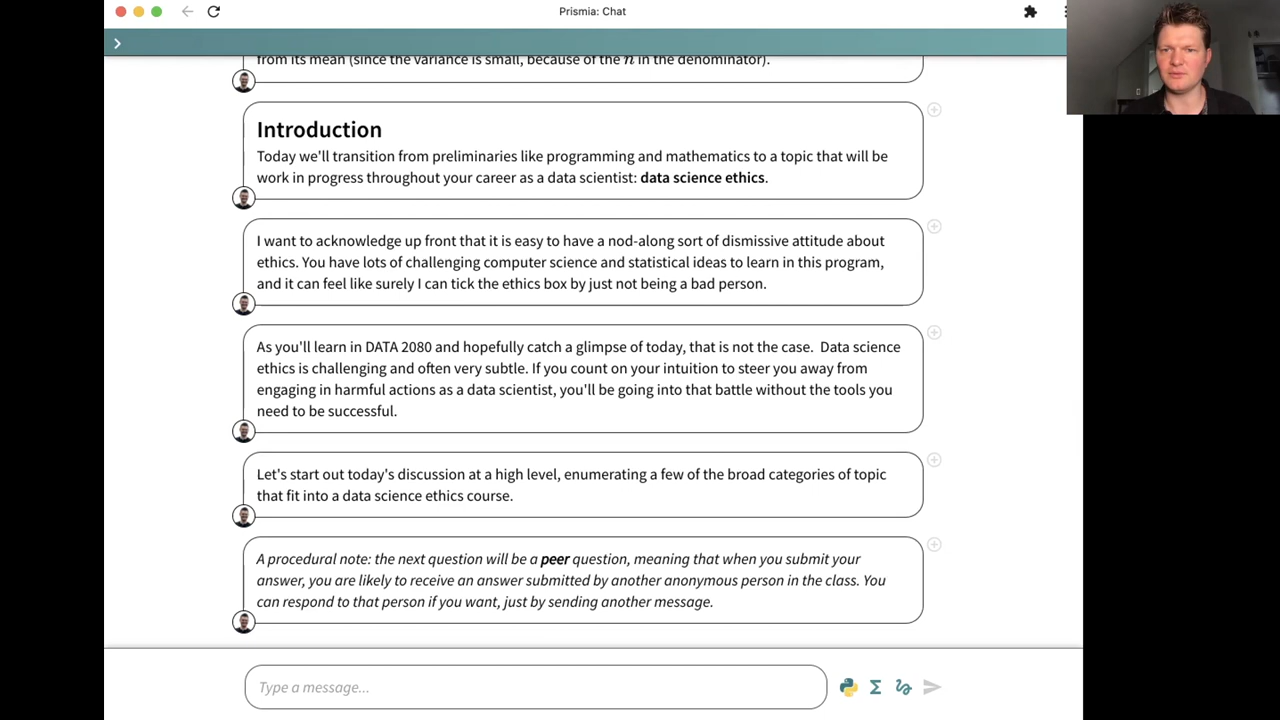 Prismia: Chat
from its mean (since the variance is small, because of the n in the denominator).
Introduction
Today we'll transition from preliminaries like programming and mathematics to a topic that will be
work in progress throughout your career as a data scientist: data science ethics.
I want to acknowledge up front that it is easy to have a nod-along sort of dismissive attitude about
ethics. You have lots of challenging computer science and statistical ideas to learn in this program,
and it can feel like surely I can tick the ethics box by just not being a bad person.
As you'll learn in DATA 2080 and hopefully catch a glimpse of today, that is not the case.  Data science
ethics is challenging and often very subtle. If you count on your intuition to steer you away from
engaging in harmful actions as a data scientist, you'll be going into that battle without the tools you
need to be successful.
Let's start out today's discussion at a high level, enumerating a few of the broad categories of topic
that fit into a data science ethics course.
A procedural note: the next question will be a peer question, meaning that when you submit your
answer, you are likely to receive an answer submitted by another anonymous person in the class. You
can respond to that person if you want, just by sending another message.
Type a message...